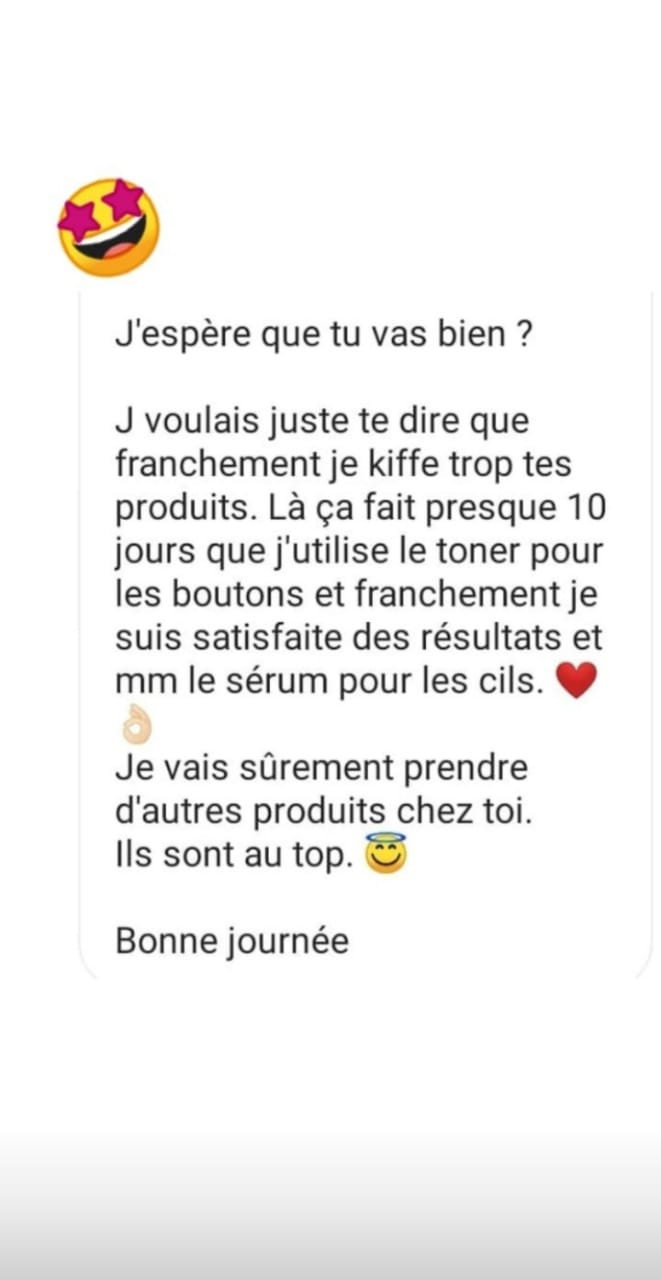 J'espère que tu vas bien ?
J voulais juste te dire que
franchement je kiffe trop tes
produits. Là ça fait presque 10
jours que j'utilise le toner pour
les boutons et franchement je
suis satisfaite des résultats et
mm le sérum pour les cils. ❤️
👌🏻
Je vais sûrement prendre
d'autres produits chez toi.
Ils sont au top. 😇
Bonne journée